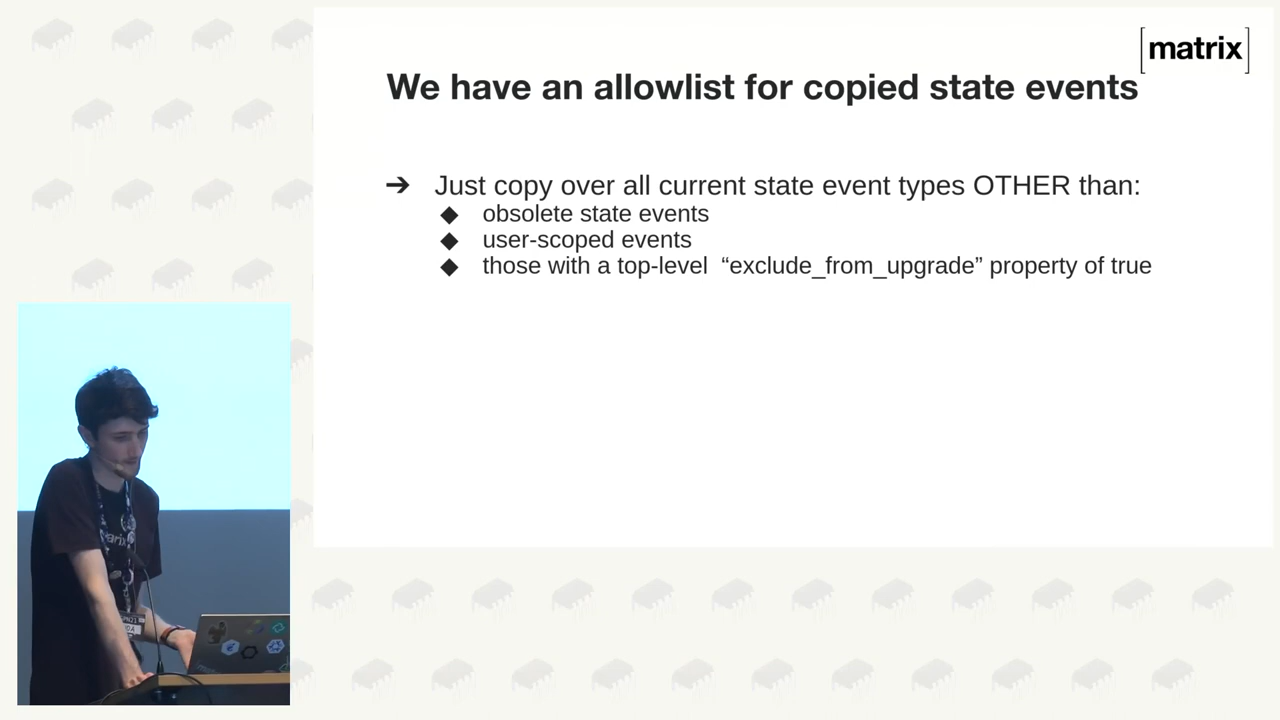 [matrix]
We have an allowlist for copied state events
➔ Just copy over all current state event types OTHER than:
◆ obsolete state events
◆ user-scoped events
◆ those with a top-level “exclude_from_upgrade” property of true